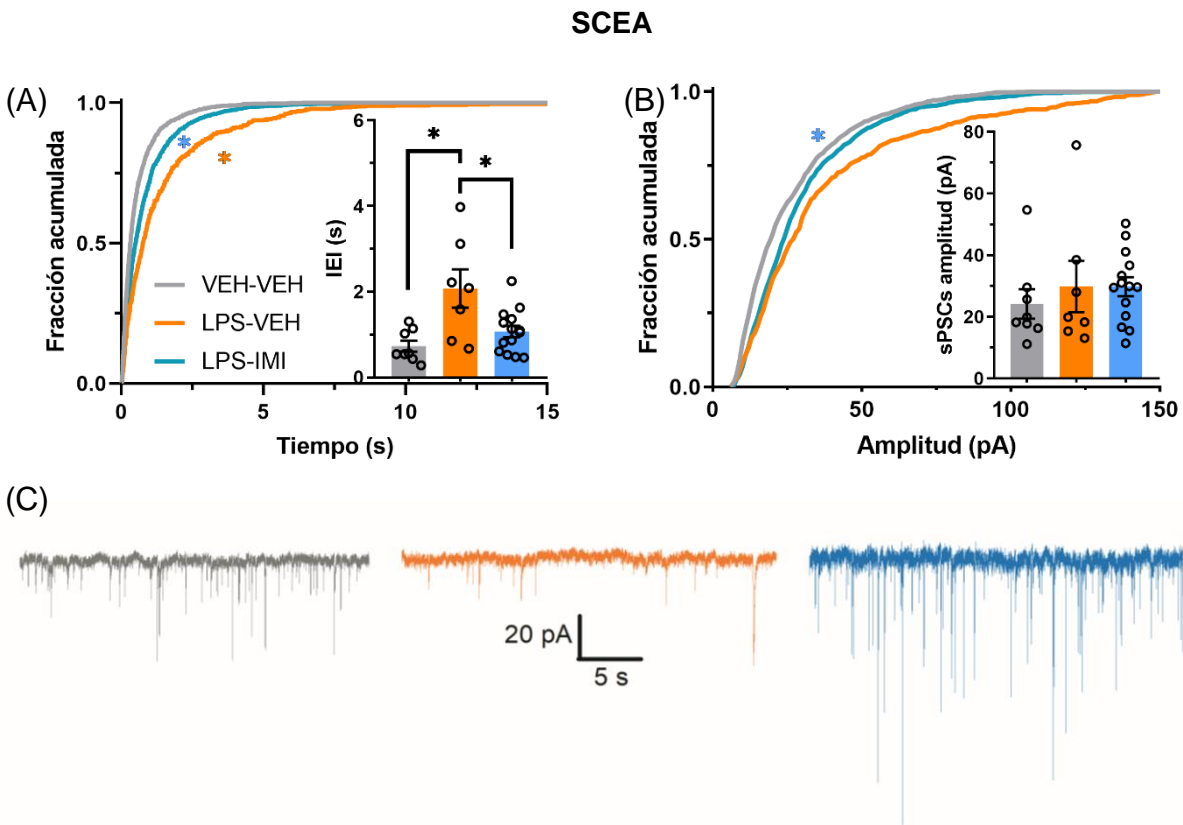 SCEA
(A)
1.0
0.5
0.0
Fracción acumulada
0
5
10
15
Tiempo (s)
VEH-VEH
LPS-VEH
LPS-IMI
*
*
6
4
2
0
IEI (s)
*
*
(B)
1.0
0.5
0.0
Fracción acumulada
0
50
100
150
Amplitud (pA)
*
80
60
40
20
0
sPSCs amplitud (pA)
(C)
20 pA
5 s